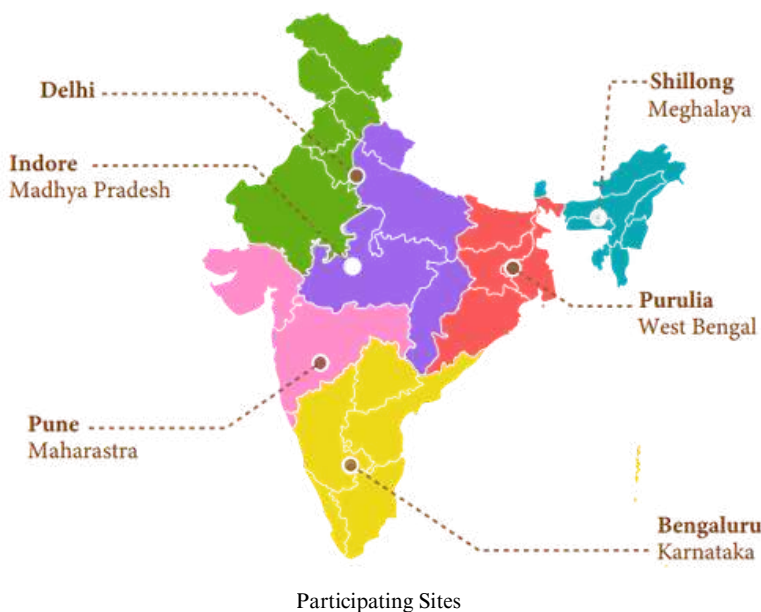 Delhi
Indore
Madhya Pradesh
Pune
Maharastra
Shillong
Meghalaya
Purulia
West Bengal
Bengaluru
Karnataka
Participating Sites